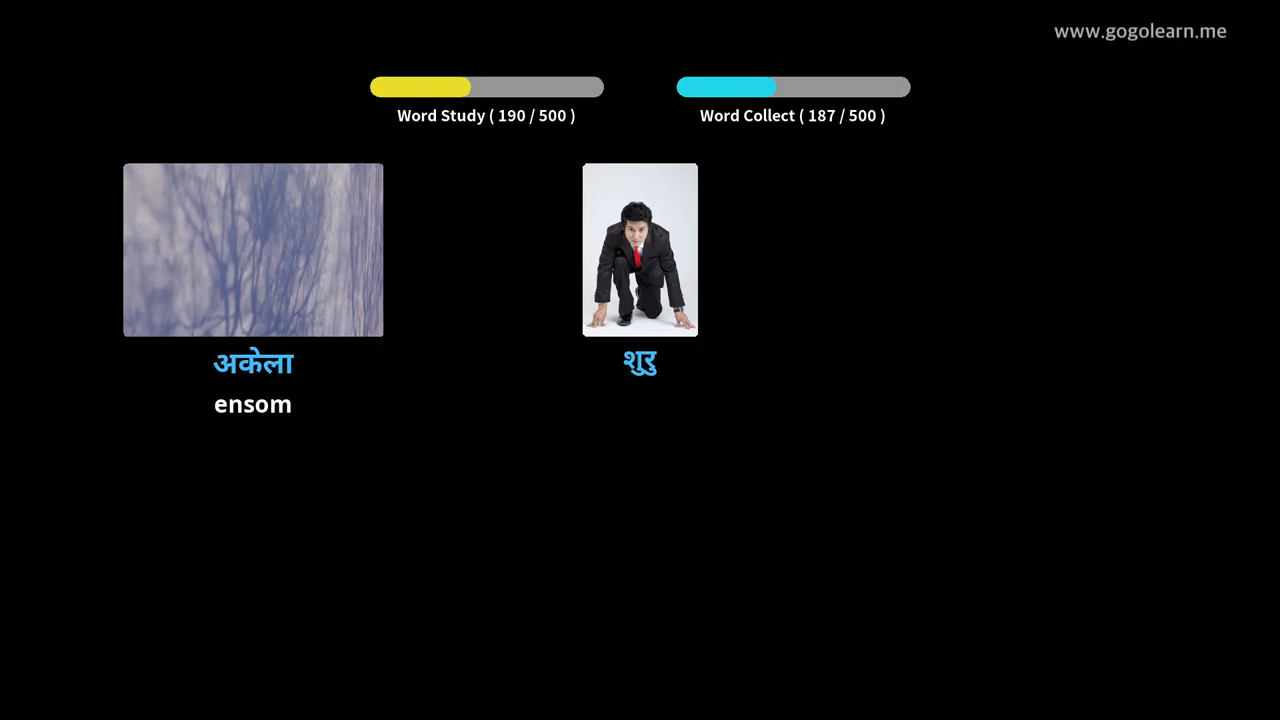 www.gogolearn.me
Word Study ( 190 / 500 )
Word Collect ( 187 / 500 )
अकेला
शुरु
ensom